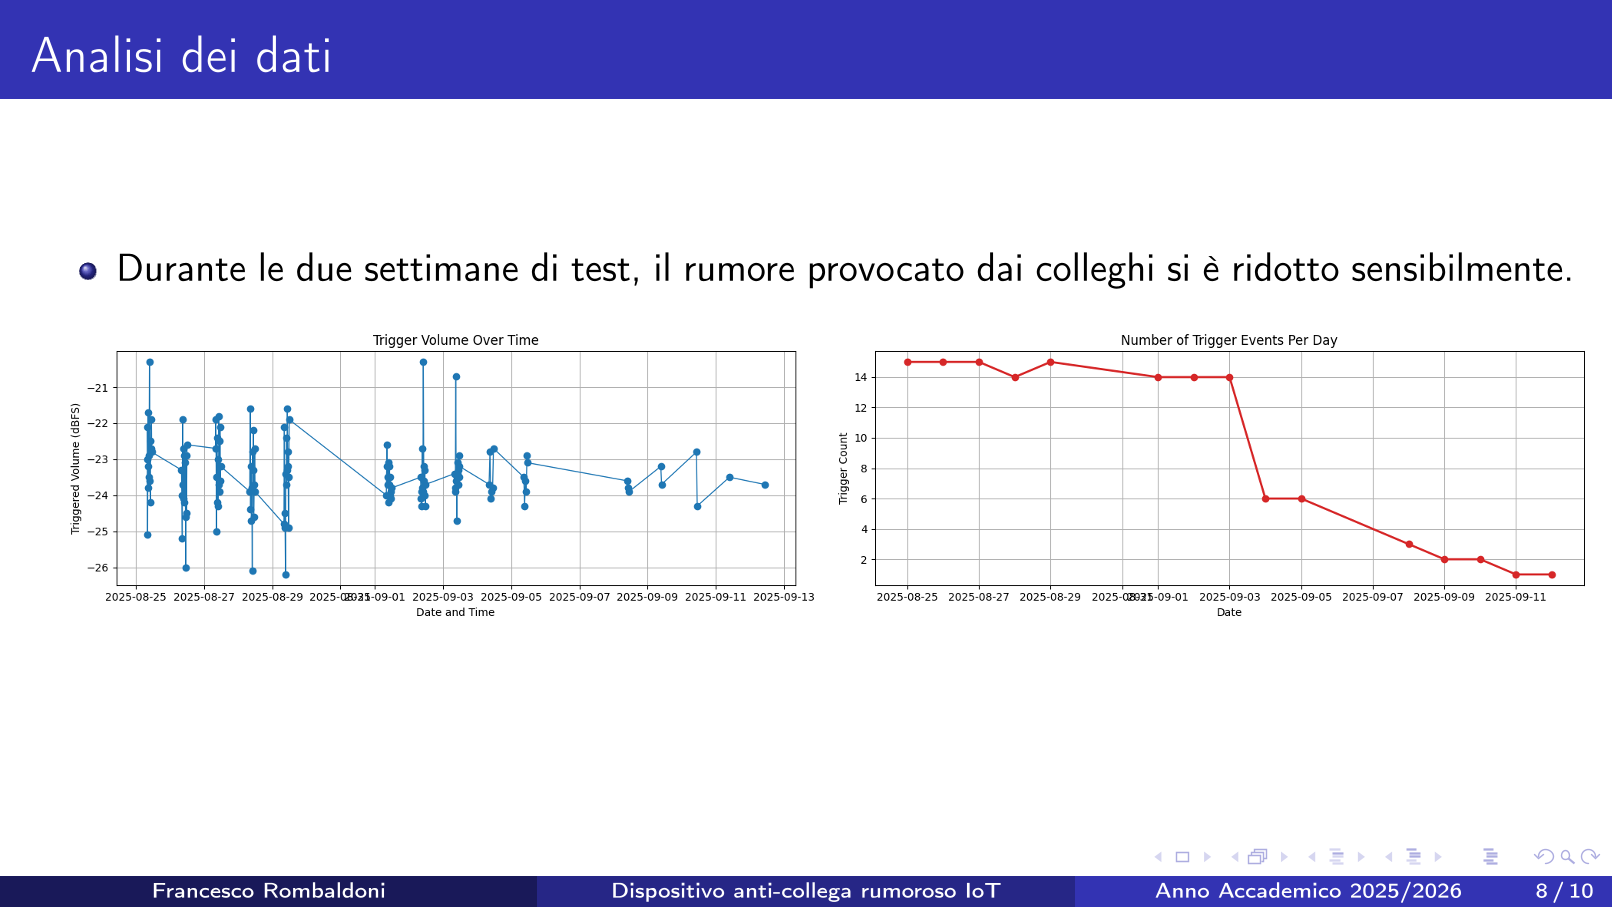 Analisi dei dati
Durante le due settimane di test, il rumore provocato dai colleghi si è ridotto sensibilmente.
Trigger Volume Over Time
Triggered Volume (dBFS)
−21
−22
−23
−24
−25
−26
2025-08-25 2025-08-27 2025-08-29 2025-08-31 2025-09-01 2025-09-03 2025-09-05 2025-09-07 2025-09-09 2025-09-11 2025-09-13
Date and Time
Number of Trigger Events Per Day
Trigger Count
14
12
10
8
6
4
2
2025-08-25 2025-08-27 2025-08-29 2025-08-31 2025-09-01 2025-09-03 2025-09-05 2025-09-07 2025-09-09 2025-09-11
Date
Francesco Rombaldoni Dispositivo anti-collega rumoroso IoT Anno Accademico 2025/2026 8 / 10